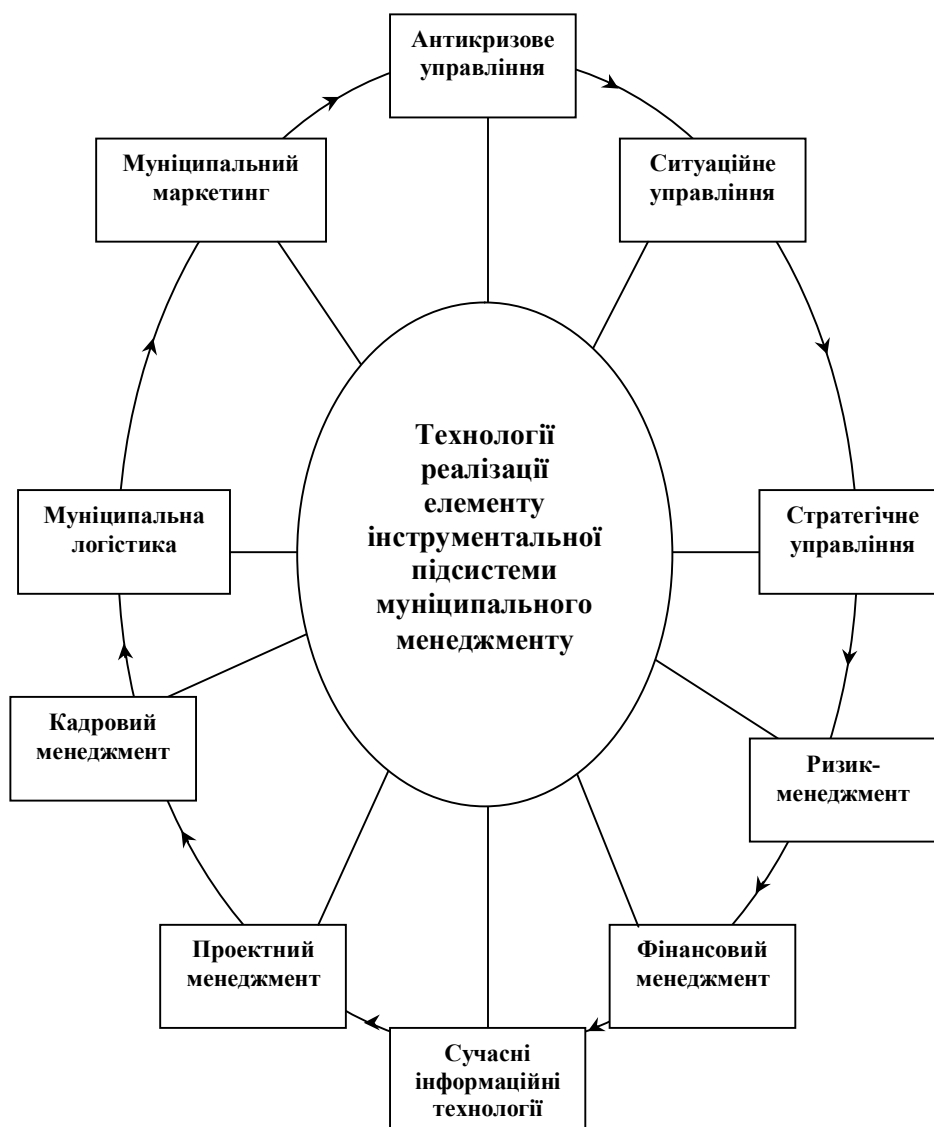 Антикризове
управління
Муніципальний
маркетинг
Ситуаційне
управління
Технології
реалізації
елементу
інструментальної
підсистеми
муніципального
менеджменту
Муніципальна
логістика
Стратегічне
управління
Кадровий
менеджмент
Ризик-
менеджмент
Проектний
менеджмент
Фінансовий
менеджмент
Сучасні
інформаційні
технології